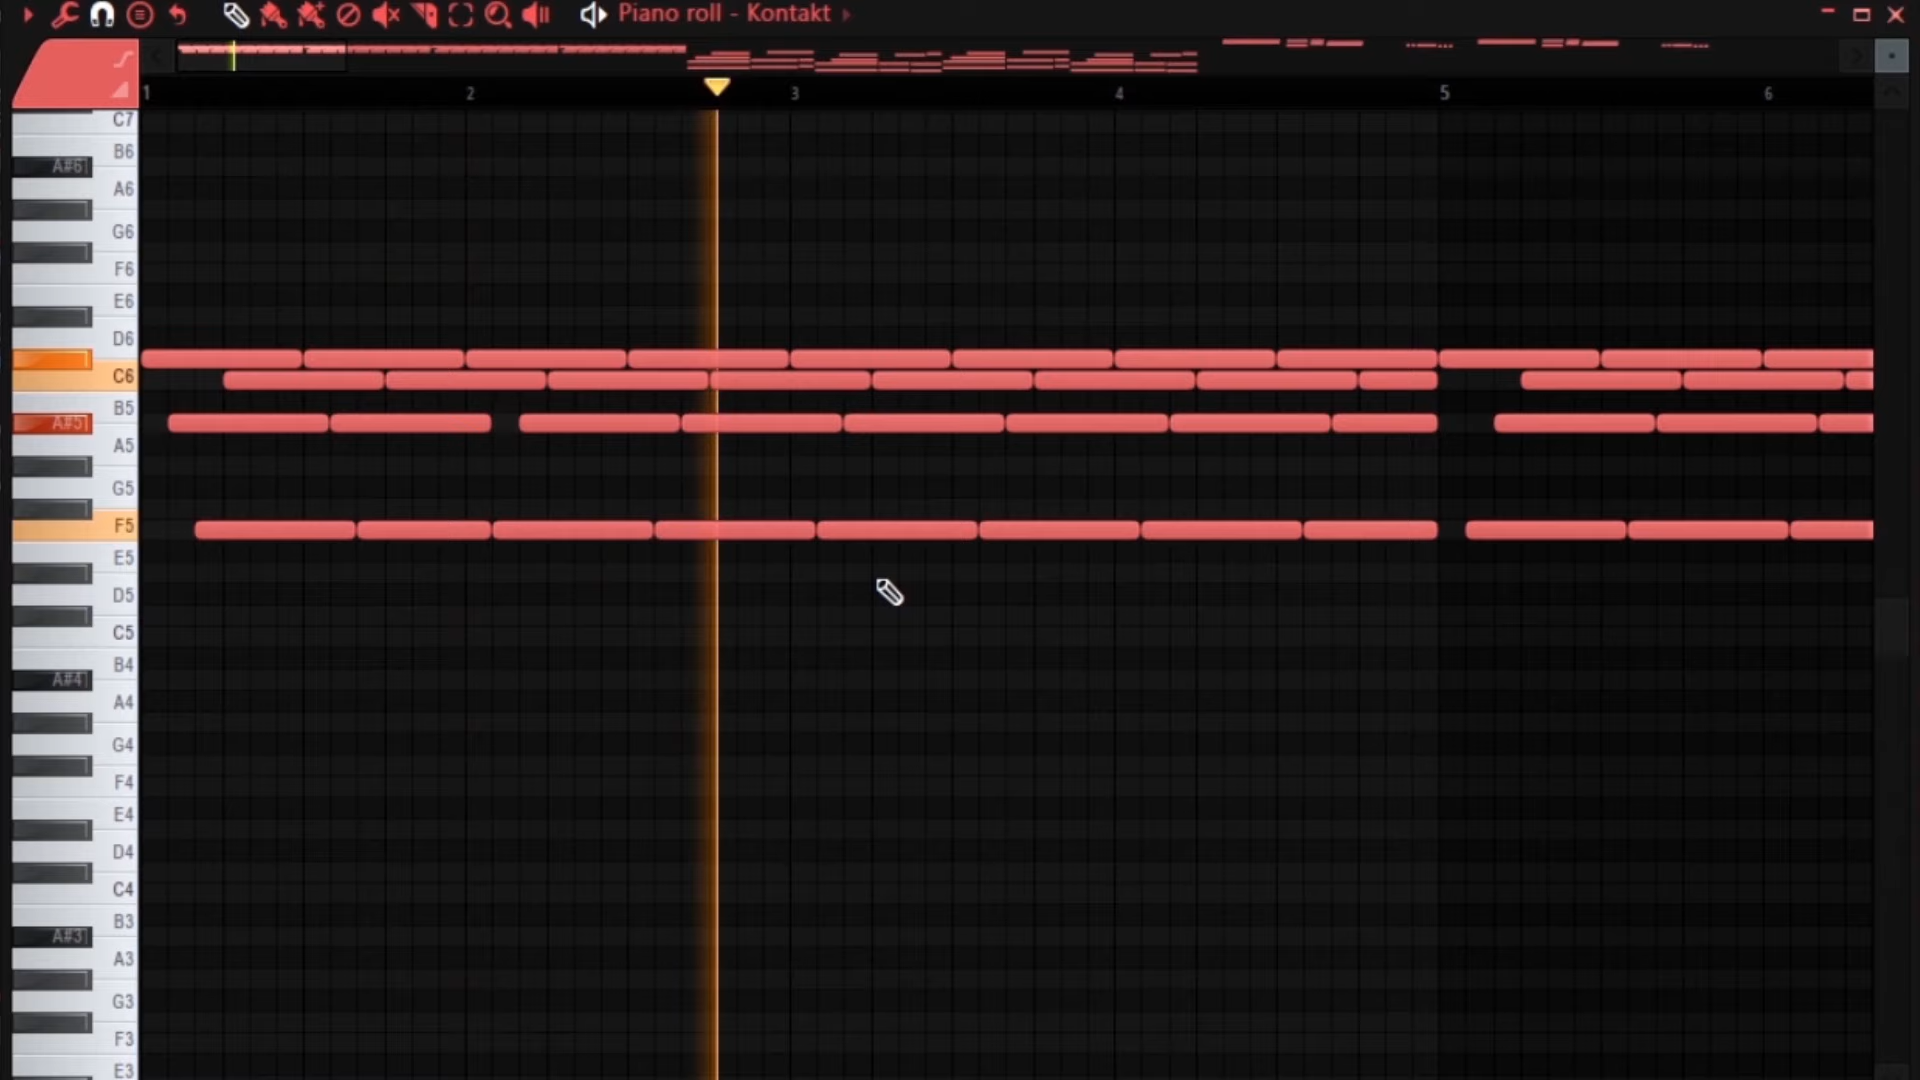 Piano roll - Kontakt
1 2 3 4 5 6
C7
B6
A#6
A6
G6
F6
E6
D6
C6
B5
A#5
A5
G5
F5
E5
D5
C5
B4
A#4
A4
G4
F4
E4
D4
C4
B3
A#3
A3
G3
F3
E3